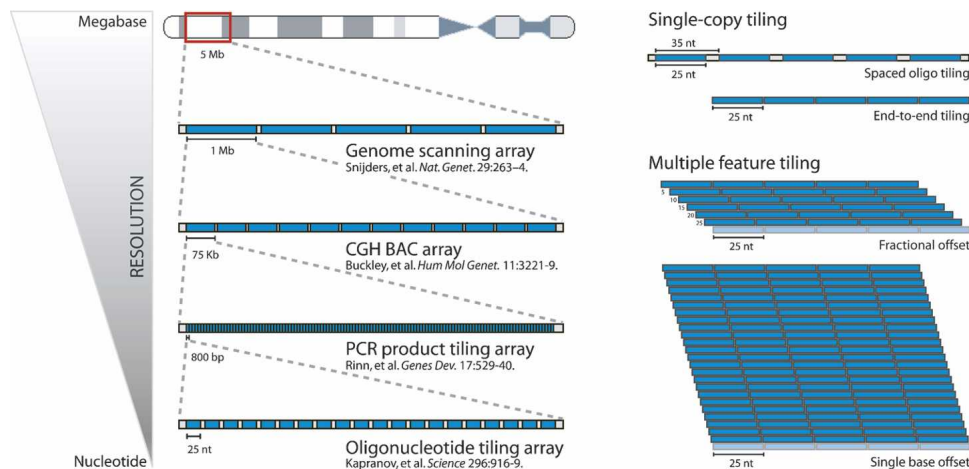 Megabase
RESOLUTION
Nucleotide
5 Mb
1 Mb
Genome scanning array
Snijders, et al. Nat. Genet. 29:263–4.
75 Kb
CGH BAC array
Buckley, et al. Hum Mol Genet. 11:3221-9.
800 bp
PCR product tiling array
Rinn, et al. Genes Dev. 17:529-40.
25 nt
Oligonucleotide tiling array
Kapranov, et al. Science 296:916-9.
Single-copy tiling
35 nt
25 nt
Spaced oligo tiling
25 nt
End-to-end tiling
Multiple feature tiling
5
10
15
20
25
25 nt
Fractional offset
25 nt
Single base offset